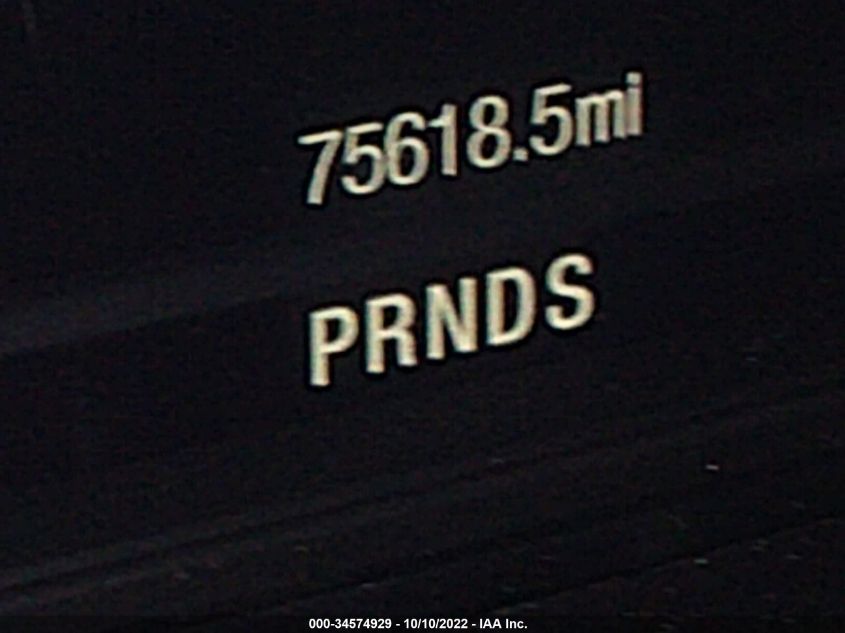 75618.5mi
PRNDS
000-34574929 - 10/10/2022 - IAA Inc.